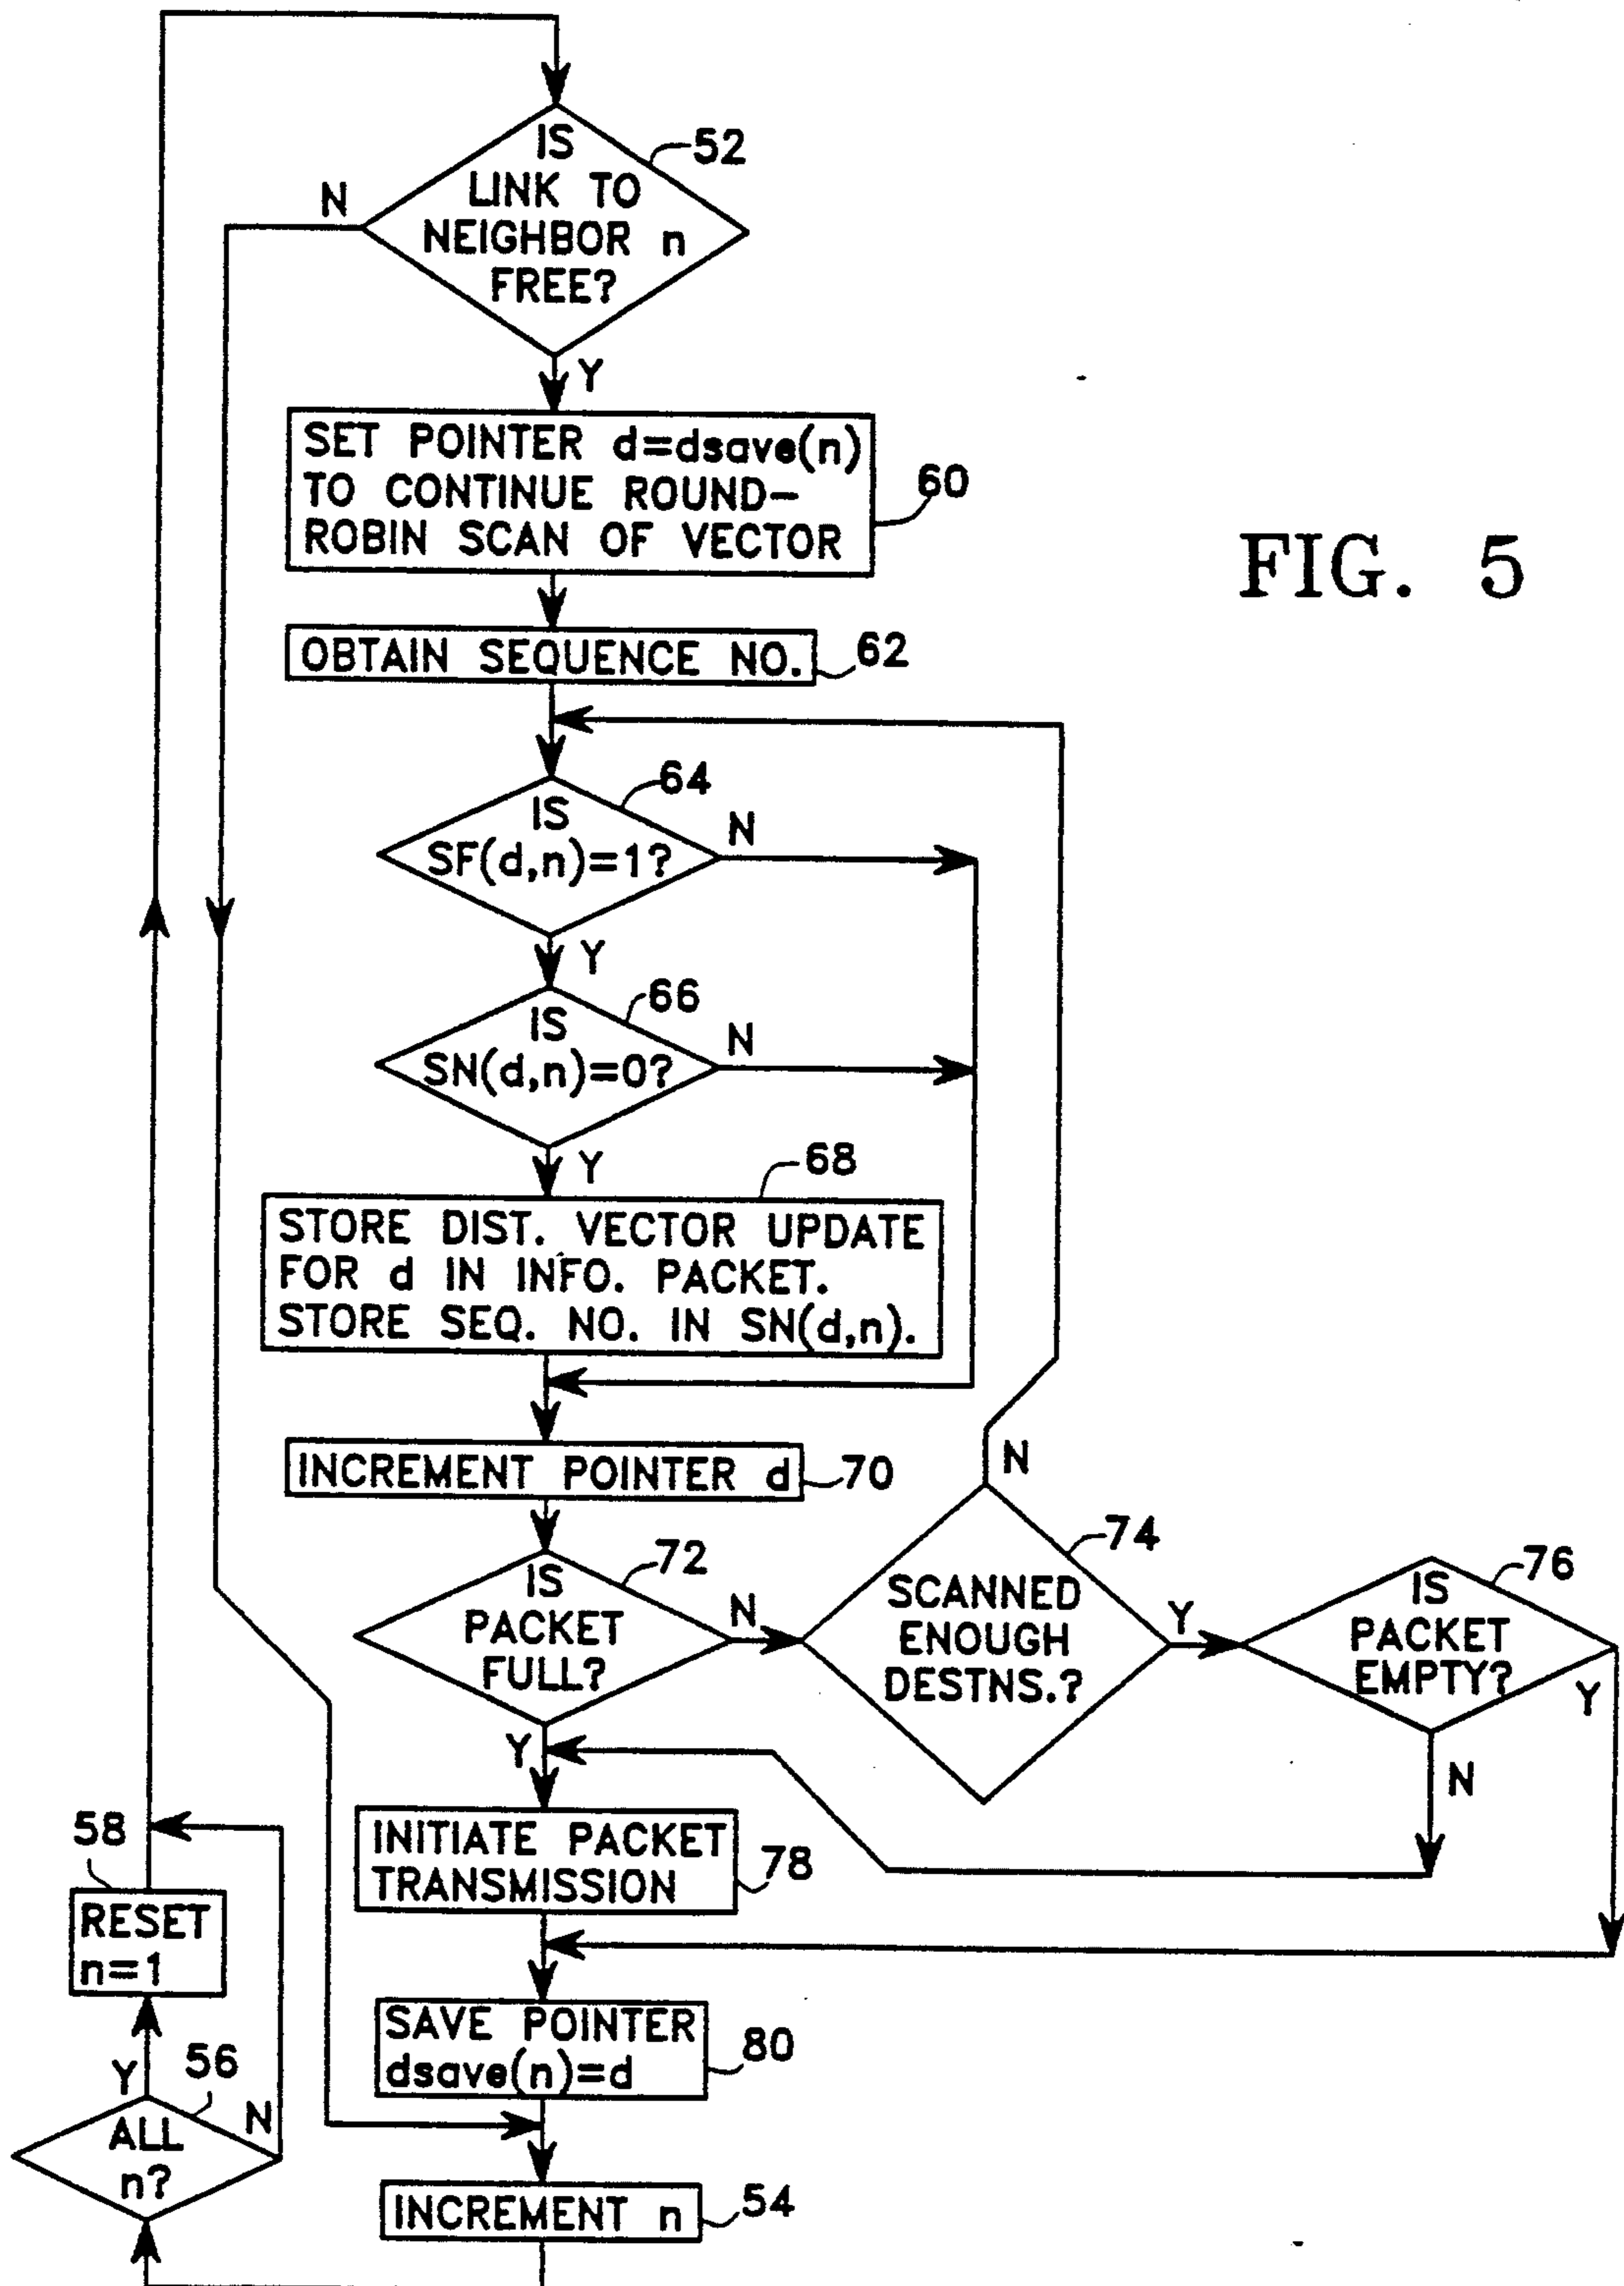 IS
LINK TO
NEIGHBOR n
FREE?
52
N
Y
SET POINTER d=dsave(n)
TO CONTINUE ROUND-
ROBIN SCAN OF VECTOR
60
FIG. 5
OBTAIN SEQUENCE NO.
62
IS
SF(d,n)=1?
64
N
Y
IS
SN(d,n)=0?
66
N
Y
68
STORE DIST. VECTOR UPDATE
FOR d IN INFO. PACKET.
STORE SEQ. NO. IN SN(d,n).
INCREMENT POINTER d
70
N
IS
PACKET
FULL?
72
N
Y
SCANNED
ENOUGH
DESTNS.?
74
Y
IS
PACKET
EMPTY?
76
Y
N
INITIATE PACKET
TRANSMISSION
78
58
RESET
n=1
SAVE POINTER
dsave(n)=d
80
Y
56
N
ALL
n?
INCREMENT n
54